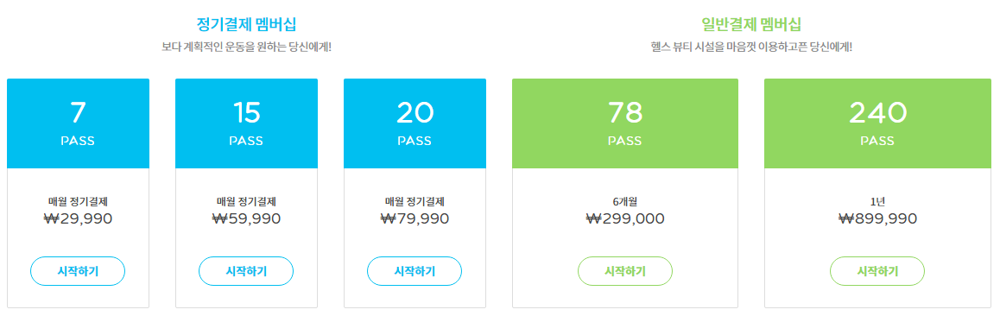 정기결제 멤버십
보다 계획적인 운동을 원하는 당신에게!
7
PASS
매월 정기결제
₩29,990
시작하기
15
PASS
매월 정기결제
₩59,990
시작하기
20
PASS
매월 정기결제
₩79,990
시작하기
일반결제 멤버십
헬스 뷰티 시설을 마음껏 이용하고픈 당신에게!
78
PASS
6개월
₩299,000
시작하기
240
PASS
1년
₩899,990
시작하기